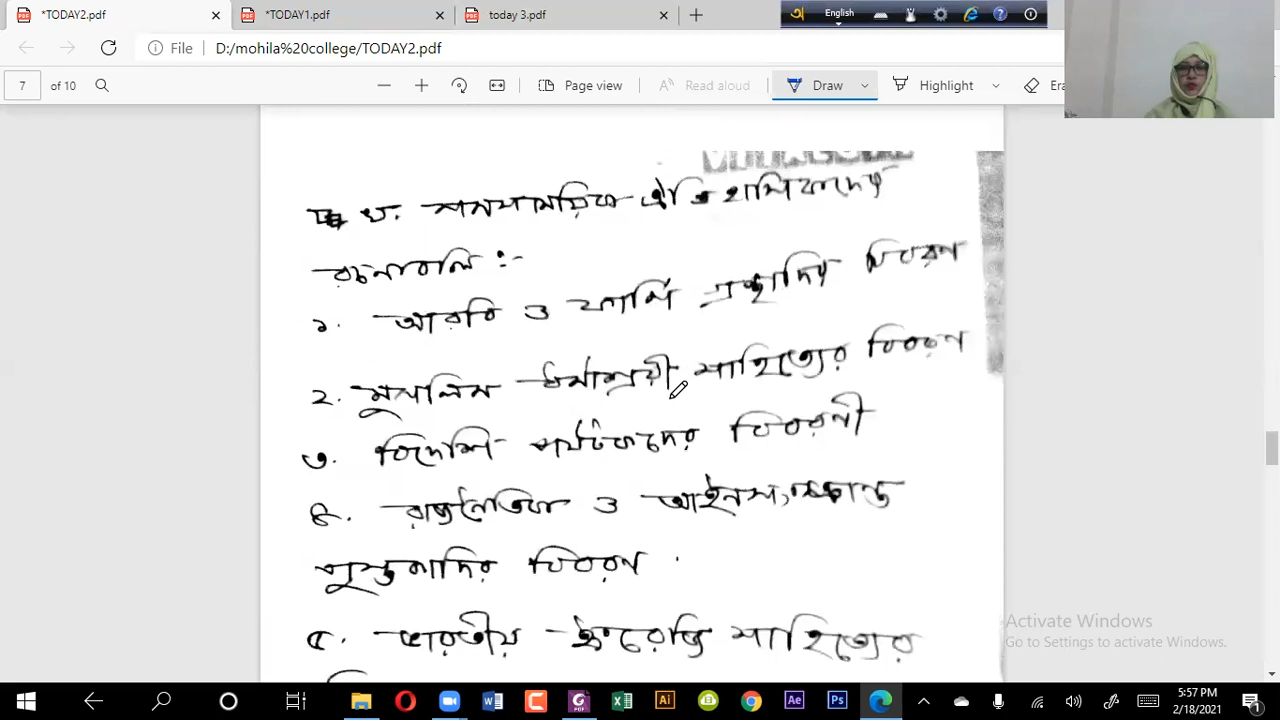 *TODAY2.pdf
*TODAY1.pdf
today 3.pdf
English
File D:/mohila%20college/TODAY2.pdf
7 of 10
Page view
Read aloud
Draw
Highlight
Era
খ. সমসাময়িক ঐতিহাসিকদের
রচনাবলি :-
১. আরবি ও ফার্সি গ্রন্থাদির বিবরণ
২. মুসলিম ধর্মাশ্রয়ী সাহিত্যের বিবরণ
৩. বিদেশি পর্যটকদের বিবরণী
৪. রাজনৈতিক ও আইনসংক্রান্ত
পুস্তকাদির বিবরণ
৫. ভারতীয় ইংরেজি সাহিত্যের
Activate Windows
Go to Settings to activate Windows.
5:57 PM
2/18/2021